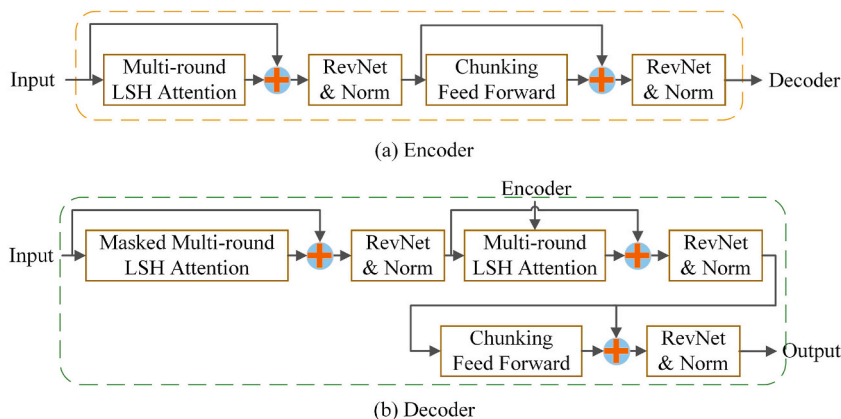 Input
Multi-round
LSH Attention
RevNet
& Norm
Chunking
Feed Forward
RevNet
& Norm
Decoder
(a) Encoder
Encoder
Input
Masked Multi-round
LSH Attention
RevNet
& Norm
Multi-round
LSH Attention
RevNet
& Norm
Chunking
Feed Forward
RevNet
& Norm
Output
(b) Decoder